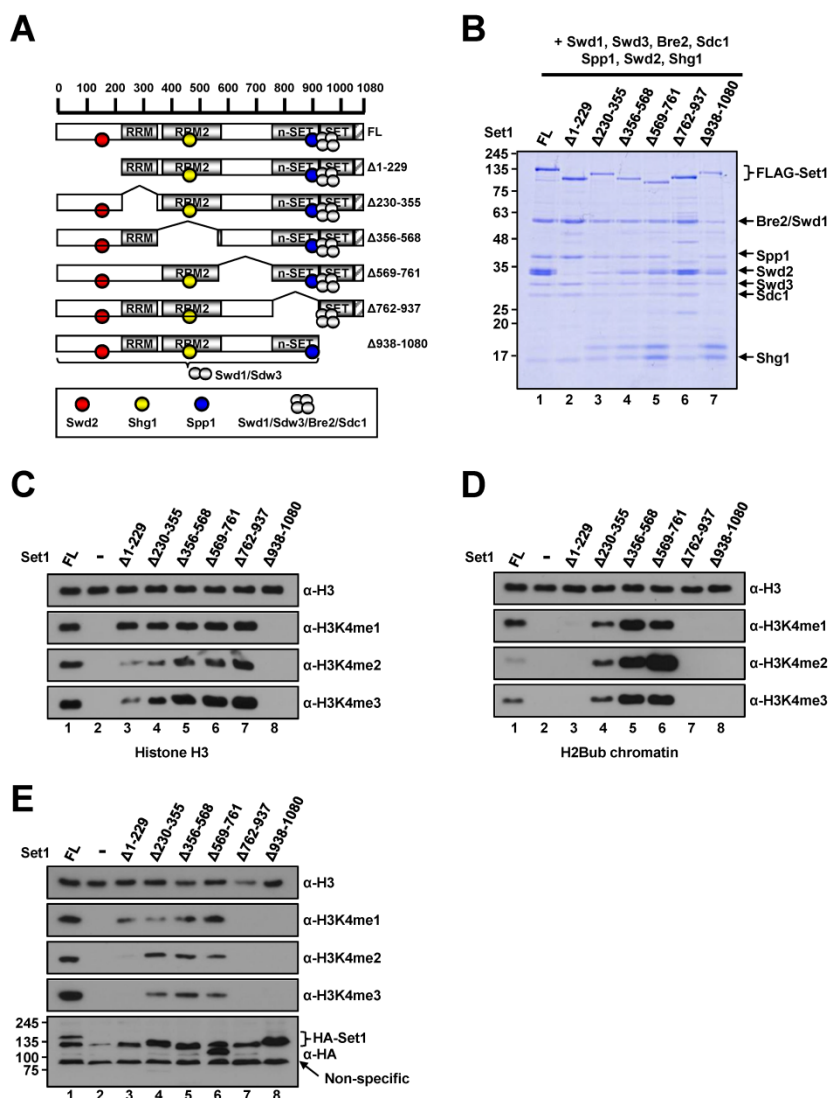 A
0 100 200 300 400 500 600 700 800 900 1000 1080
RRM RRM2 n-SET SET FL
RRM RRM2 n-SET SET Δ1-229
RRM2 n-SET SET Δ230-355
RRM n-SET SET Δ356-568
RRM2 n-SET SET Δ569-761
RRM RRM2 SET Δ762-937
RRM RRM2 n-SET Δ938-1080
Swd1/Sdw3
Swd2 Shg1 Spp1 Swd1/Sdw3/Bre2/Sdc1
B
+ Swd1, Swd3, Bre2, Sdc1
Spp1, Swd2, Shg1
Set1 FL Δ1-229 Δ230-355 Δ356-568 Δ569-761 Δ762-937 Δ938-1080
245
135 FLAG-Set1
75
63 Bre2/Swd1
48
Spp1
35 Swd2
Swd3
25 Sdc1
20
17 Shg1
1 2 3 4 5 6 7
C
Set1 FL - Δ1-229 Δ230-355 Δ356-568 Δ569-761 Δ762-937 Δ938-1080
α-H3
α-H3K4me1
α-H3K4me2
α-H3K4me3
1 2 3 4 5 6 7 8
Histone H3
D
Set1 FL - Δ1-229 Δ230-355 Δ356-568 Δ569-761 Δ762-937 Δ938-1080
α-H3
α-H3K4me1
α-H3K4me2
α-H3K4me3
1 2 3 4 5 6 7 8
H2Bub chromatin
E
Set1 FL - Δ1-229 Δ230-355 Δ356-568 Δ569-761 Δ762-937 Δ938-1080
α-H3
α-H3K4me1
α-H3K4me2
α-H3K4me3
245
135 HA-Set1
100 α-HA
75 Non-specific
1 2 3 4 5 6 7 8